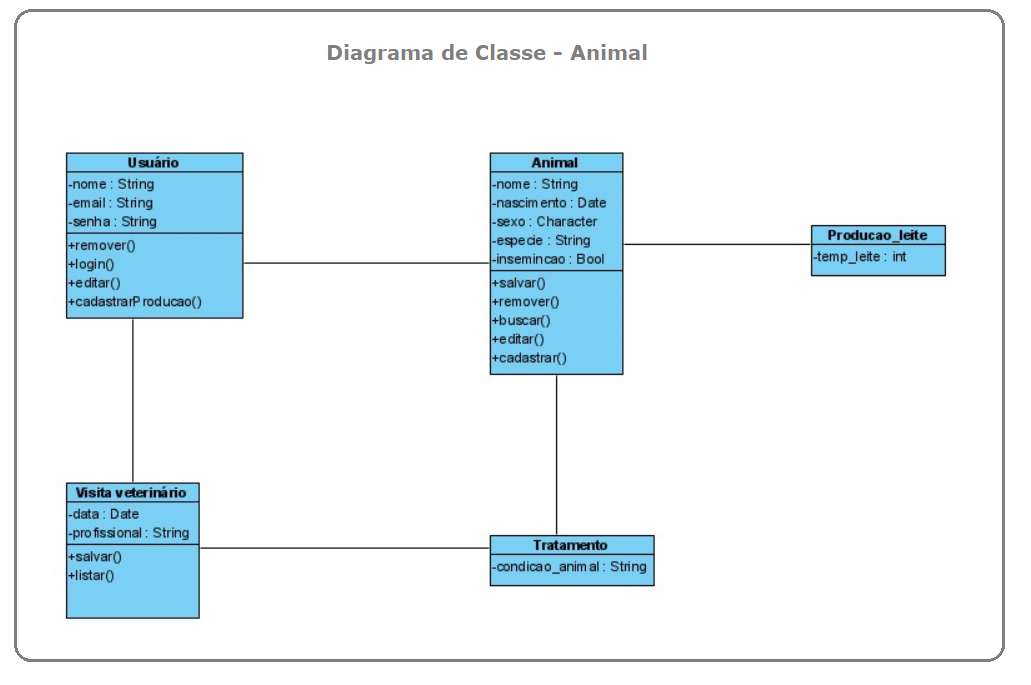 Diagrama de Classe - Animal
Usuário
-nome : String
-email : String
-senha : String
+remover()
+login()
+editar()
+cadastrarProducao()
Animal
-nome : String
-nascimento : Date
-sexo : Character
-especie : String
-insemincao : Bool
+salvar()
+remover()
+buscar()
+editar()
+cadastrar()
Producao_leite
-temp_leite : int
Visita veterinário
-data : Date
-profissional : String
+salvar()
+listar()
Tratamento
-condicao_animal : String